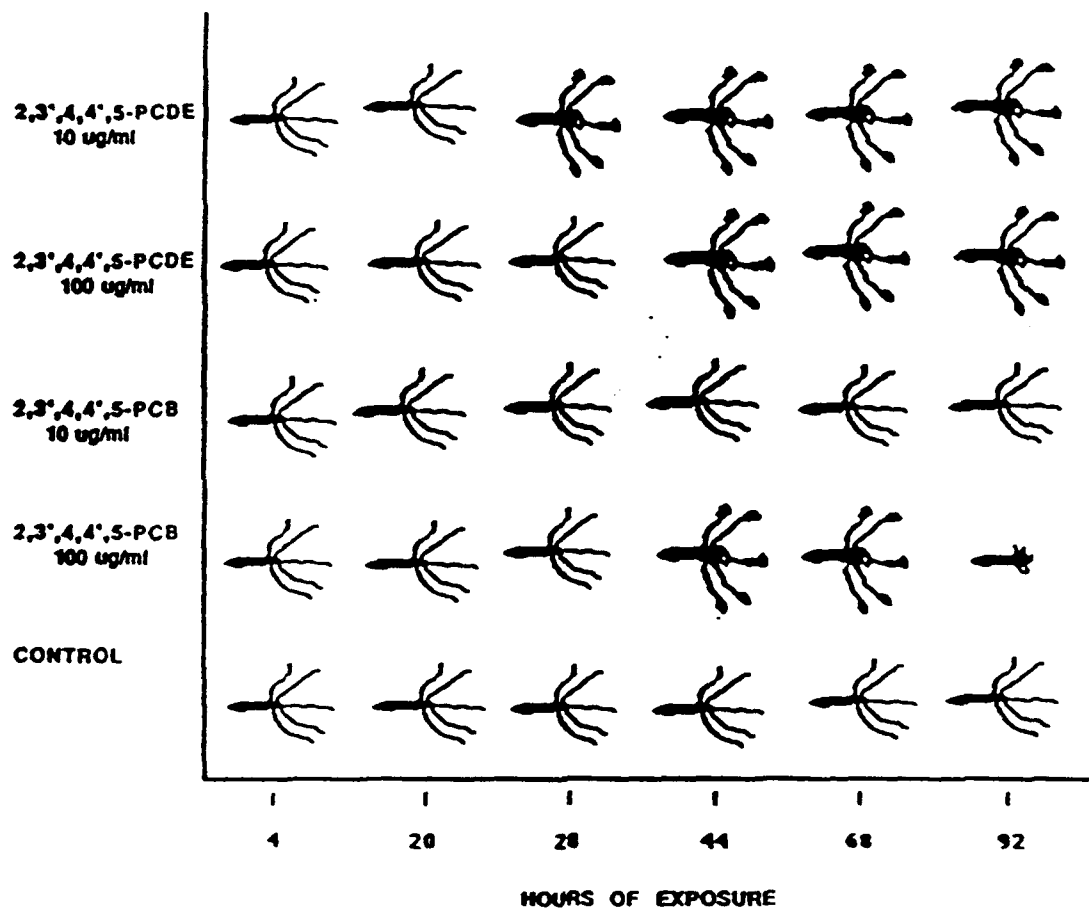 2,3',4,4',5-PCDE
10 ug/ml
2,3',4,4',5-PCDE
100 ug/ml
2,3',4,4',5-PCB
10 ug/ml
2,3',4,4',5-PCB
100 ug/ml
CONTROL
4 20 28 44 68 92
HOURS OF EXPOSURE